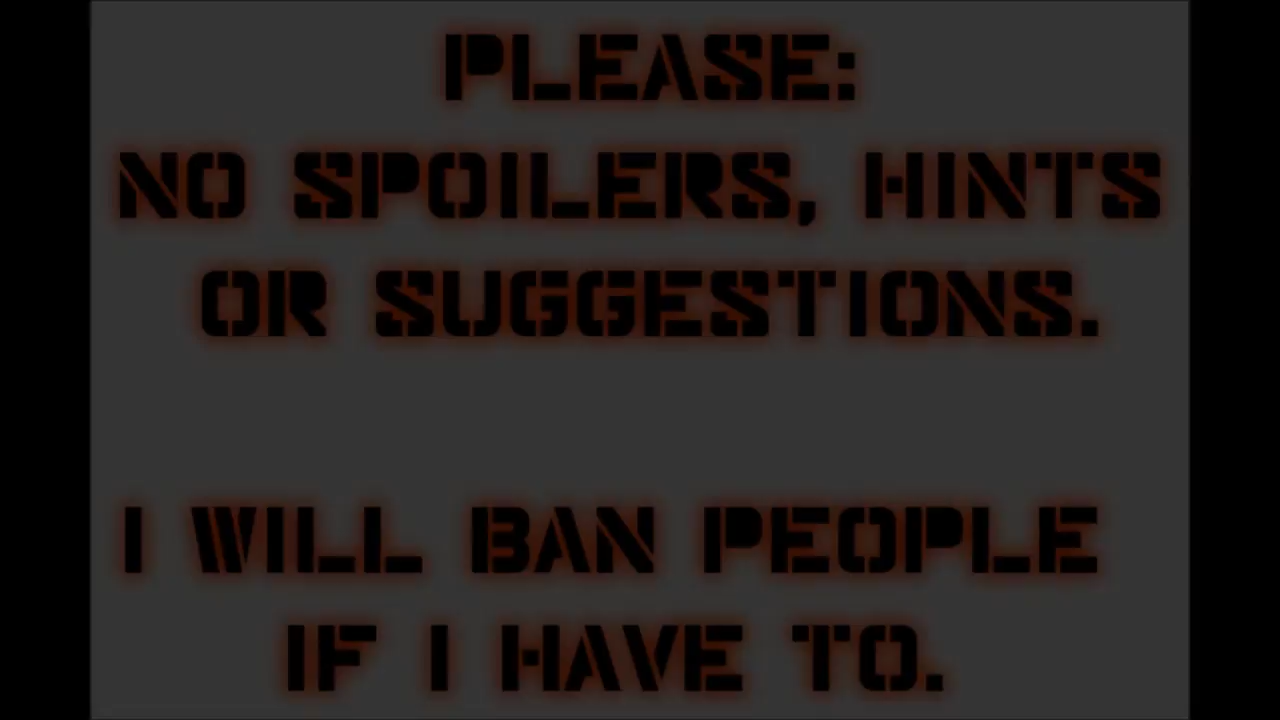 PLEASE:
NO SPOILERS, HINTS
OR SUGGESTIONS.
I WILL BAN PEOPLE
IF I HAVE TO.